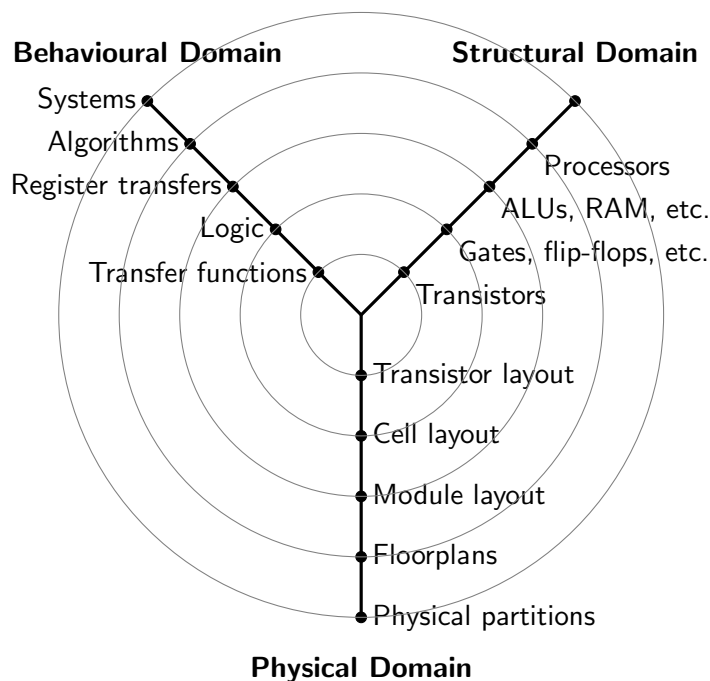 Behavioural Domain
Structural Domain
Systems
Algorithms
Processors
Register transfers
ALUs, RAM, etc.
Logic
Gates, flip-flops, etc.
Transfer functions
Transistors
Transistor layout
Cell layout
Module layout
Floorplans
Physical partitions
Physical Domain